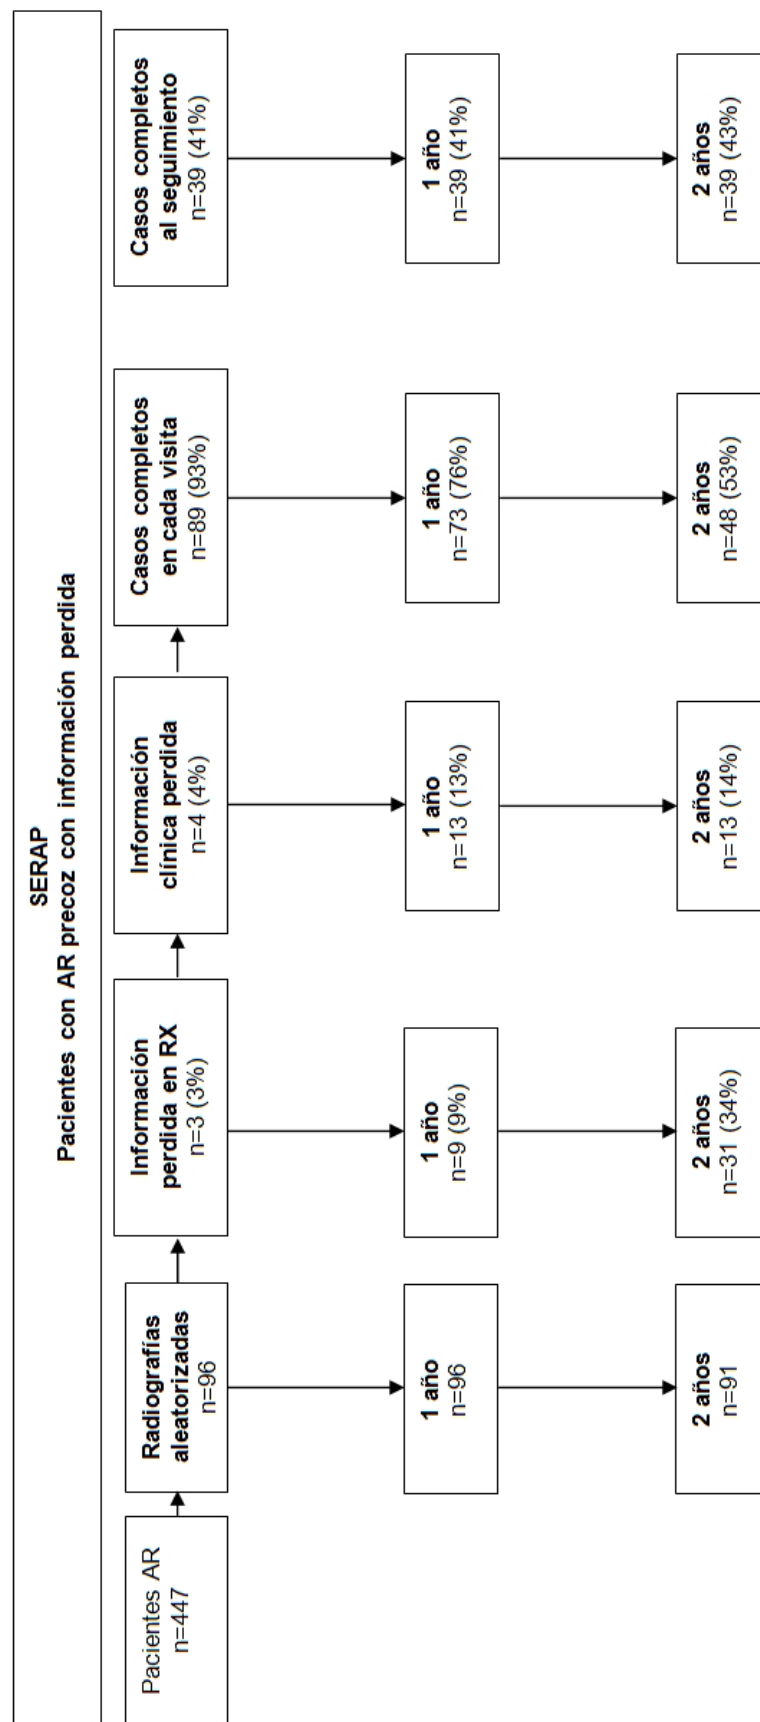 SERAP
Pacientes con AR precoz con información perdida
Pacientes AR
n=447
Radiografías
aleatorizadas
n=96
Información
perdida en RX
n=3 (3%)
Información
clínica perdida
n=4 (4%)
Casos completos
en cada visita
n=89 (93%)
Casos completos
al seguimiento
n=39 (41%)
1 año
n=96
1 año
n=9 (9%)
1 año
n=13 (13%)
1 año
n=73 (76%)
1 año
n=39 (41%)
2 años
n=91
2 años
n=31 (34%)
2 años
n=13 (14%)
2 años
n=48 (53%)
2 años
n=39 (43%)